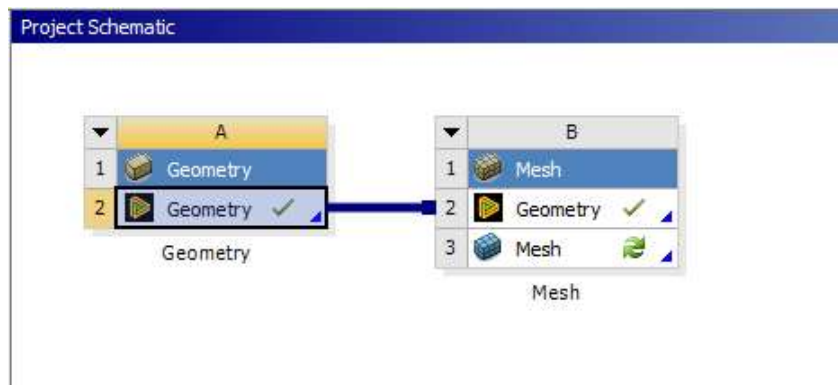 Project Schematic
A
1 Geometry
2 Geometry
Geometry
B
1 Mesh
2 Geometry
3 Mesh
Mesh